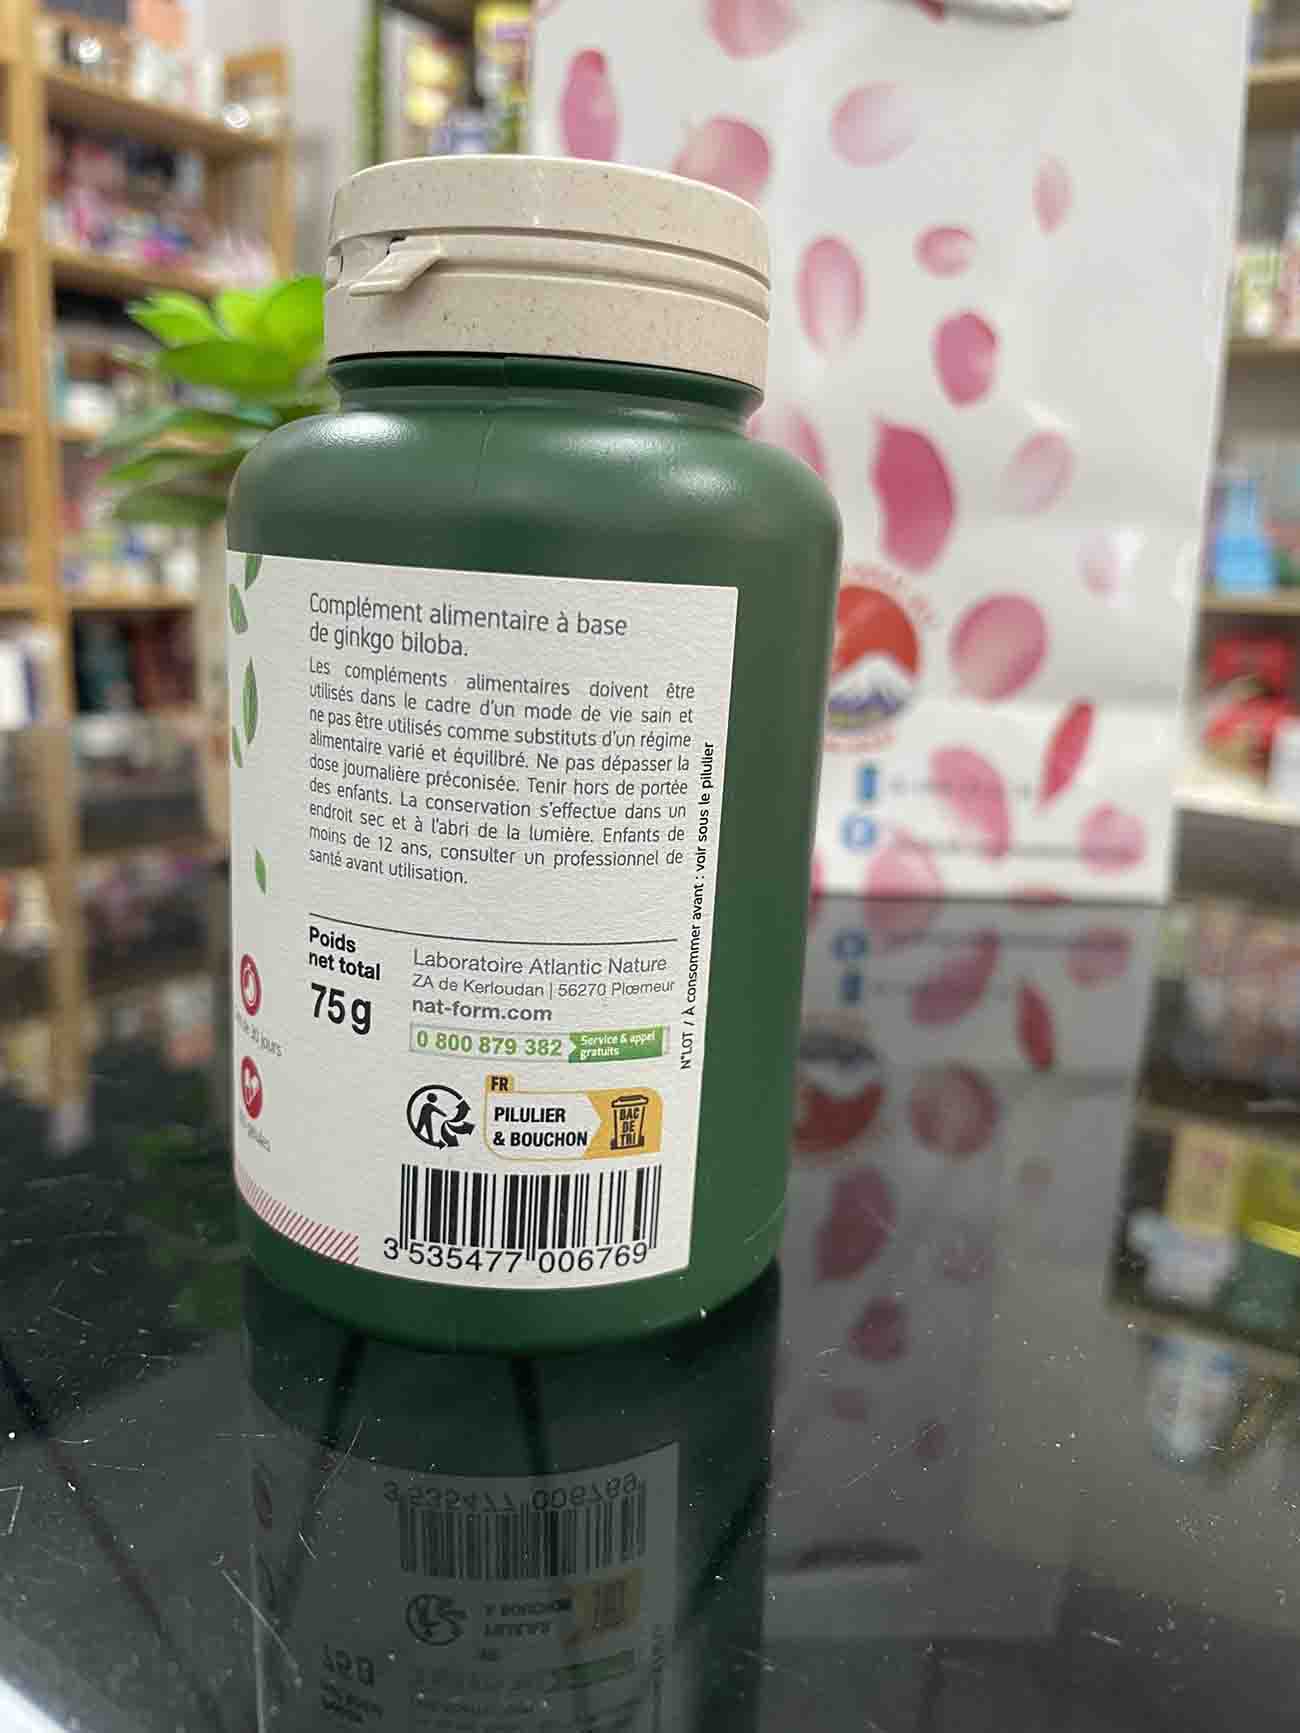 Complément alimentaire à base
de ginkgo biloba.
Les compléments alimentaires doivent être
utilisés dans le cadre d'un mode de vie sain et
ne pas être utilisés comme substituts d'un régime
alimentaire varié et équilibré. Ne pas dépasser la
dose journalière préconisée. Tenir hors de portée
des enfants. La conservation s'effectue dans un
endroit sec et à l'abri de la lumière. Enfants de
moins de 12 ans, consulter un professionnel de
santé avant utilisation.
N°LOT / À consommer avant : voir sous le pilulier
Poids
net total
75g
Laboratoire Atlantic Nature
ZA de Kerloudan | 56270 Plœmeur
nat-form.com
0 800 879 382
Service & appel
gratuits
jours
FR
PILULIER
& BOUCHON
BAC
DE
TRI
3 535477 006769